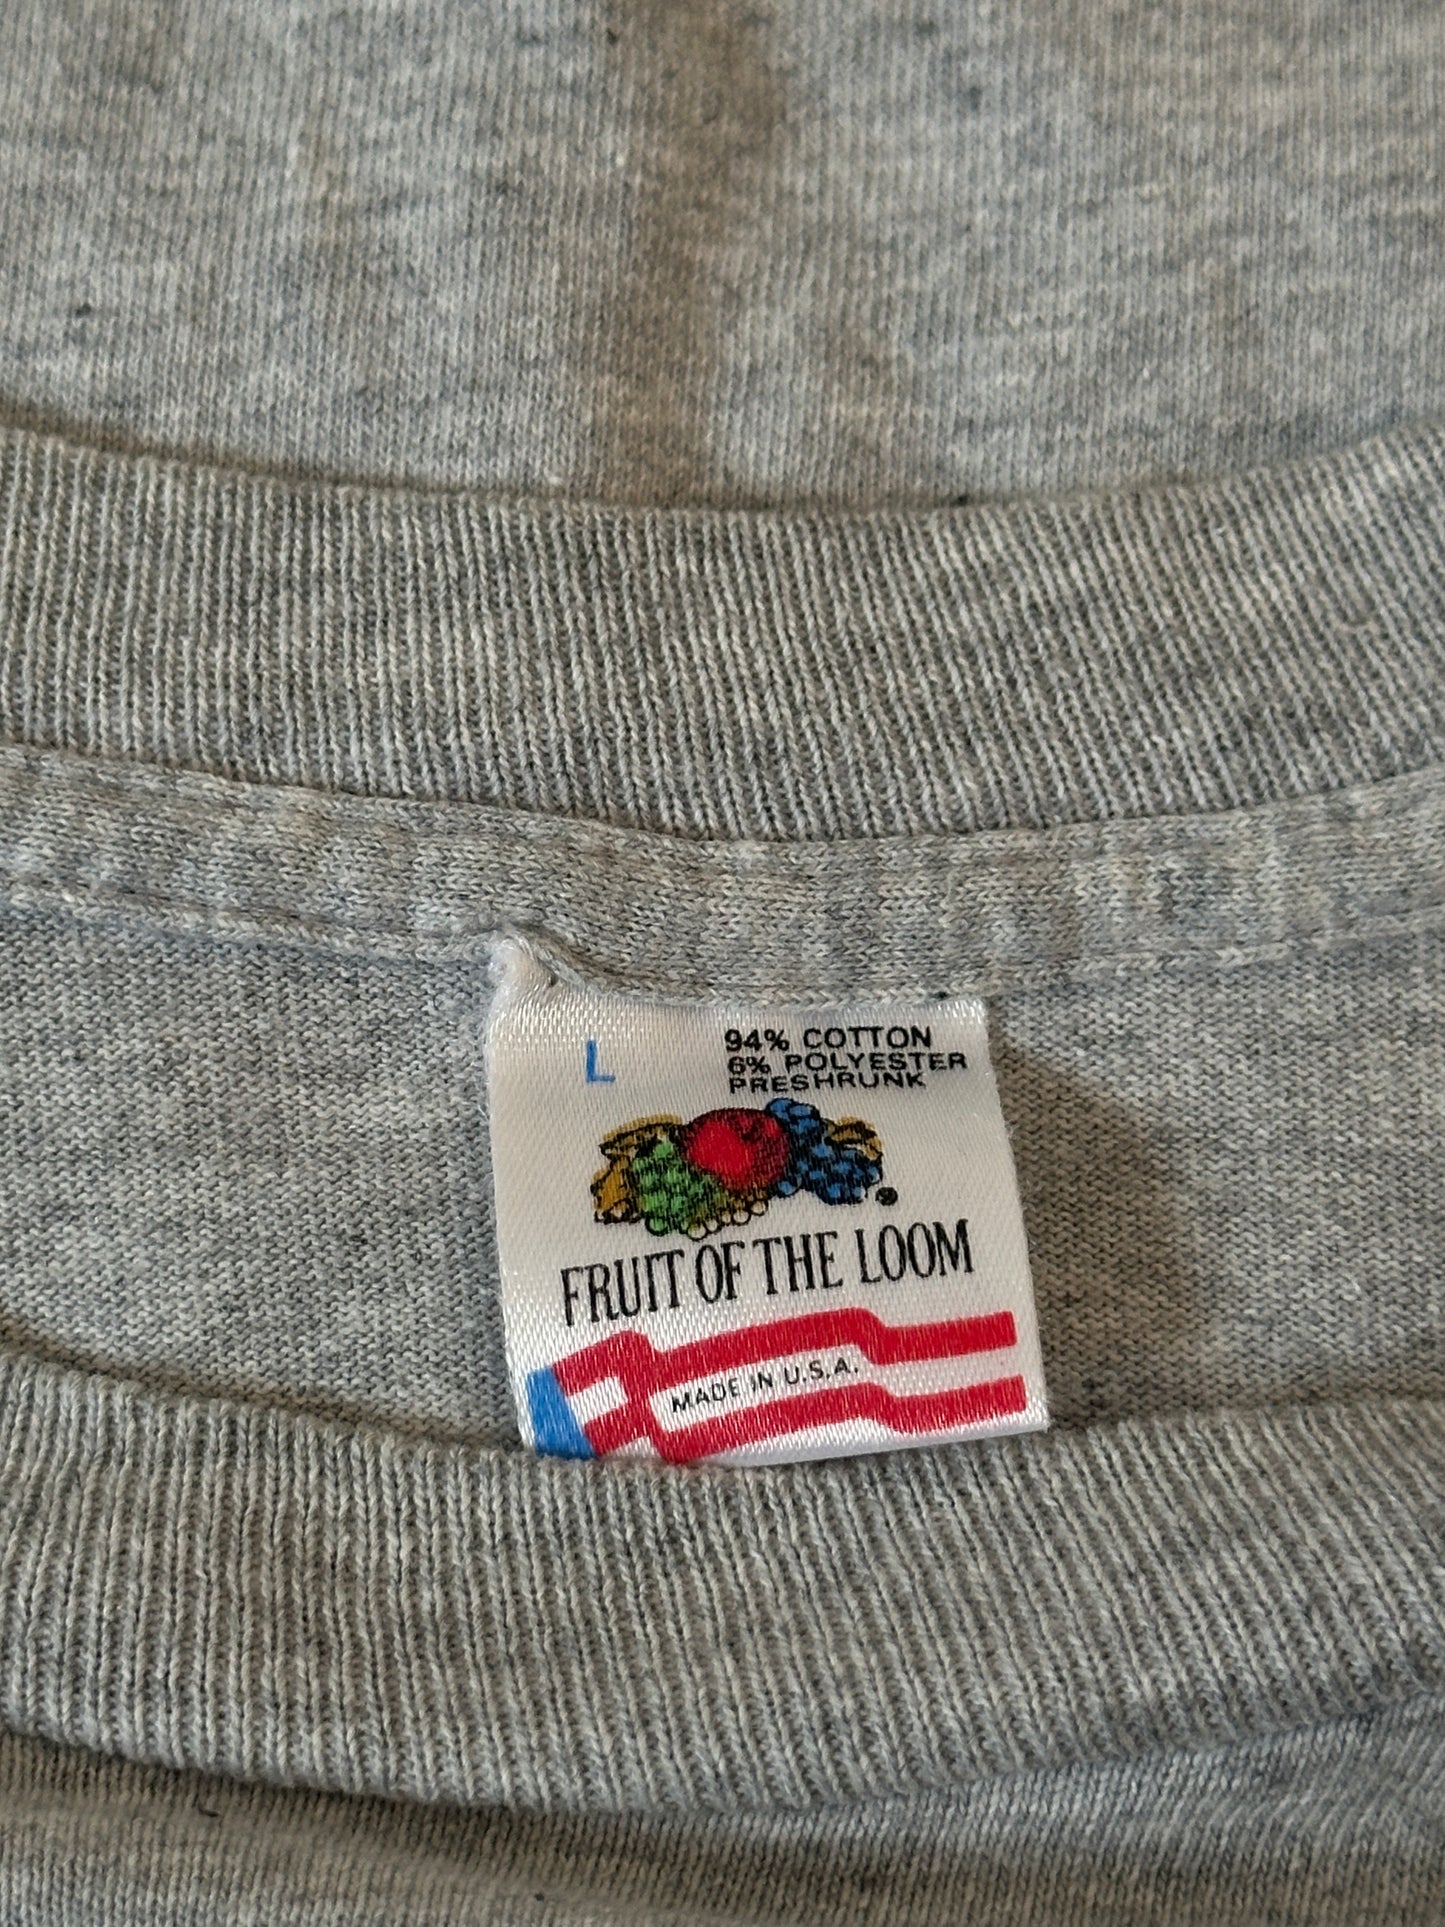 L
94% COTTON
6% POLYESTER
PRESHRUNK
®
FRUIT OF THE LOOM
MADE IN U.S.A.